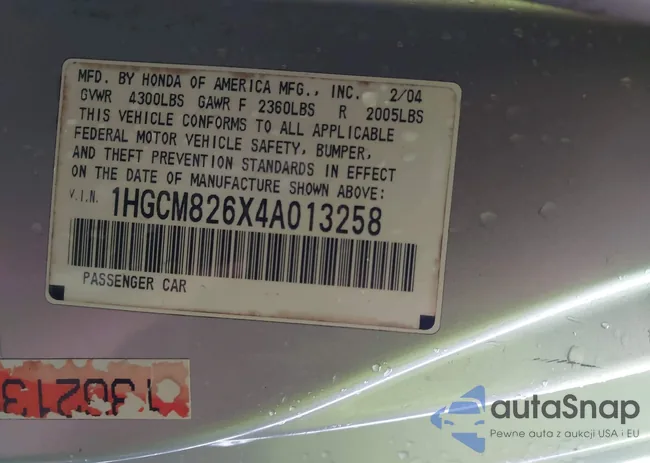 MFD. BY HONDA OF AMERICA MFG., INC. 2/04
GVWR 4300LBS GAWR F 2360LBS R 2005LBS
THIS VEHICLE CONFORMS TO ALL APPLICABLE
FEDERAL MOTOR VEHICLE SAFETY, BUMPER,
AND THEFT PREVENTION STANDARDS IN EFFECT
ON THE DATE OF MANUFACTURE SHOWN ABOVE:
V.I.N. 1HGCM826X4A013258
PASSENGER CAR
autaSnap
Pewne auta z aukcji USA i EU